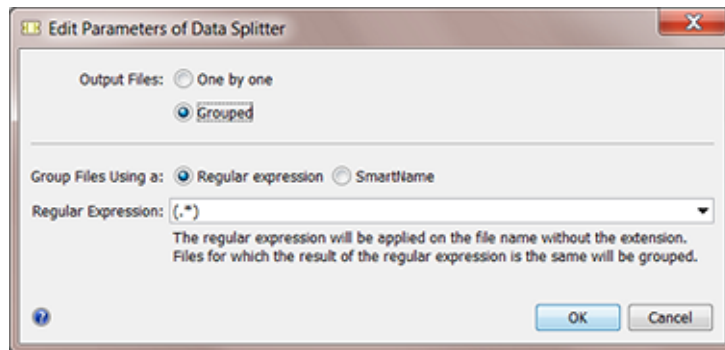 Edit Parameters of Data Splitter
Output Files: One by one
Grouped
Group Files Using a: Regular expression SmartName
Regular Expression: (.*)
The regular expression will be applied on the file name without the extension.
Files for which the result of the regular expression is the same will be grouped.
OK Cancel